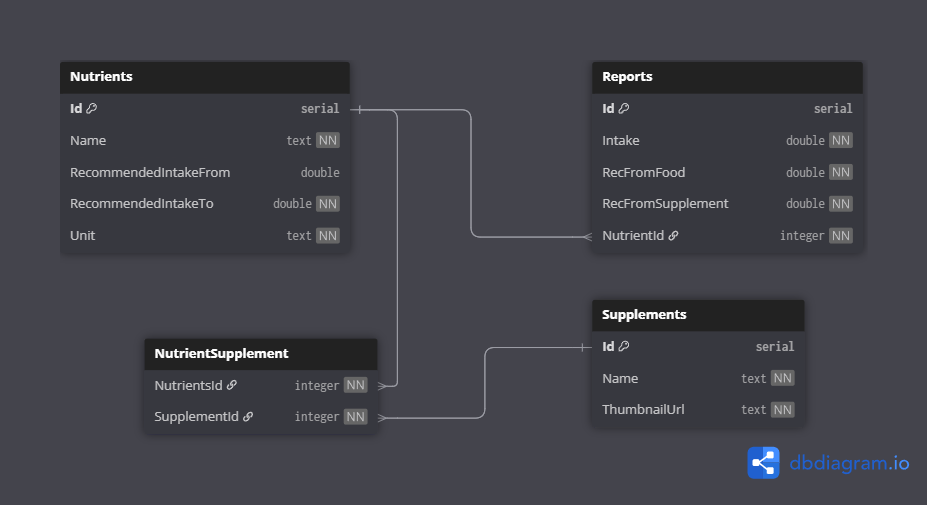 Nutrients
Id serial
Name text NN
RecommendedIntakeFrom double
RecommendedIntakeTo double NN
Unit text NN
Reports
Id serial
Intake double NN
RecFromFood double NN
RecFromSupplement double NN
NutrientId integer NN
NutrientSupplement
NutrientsId integer NN
SupplementId integer NN
Supplements
Id serial
Name text NN
ThumbnailUrl text NN
dbdiagram.io